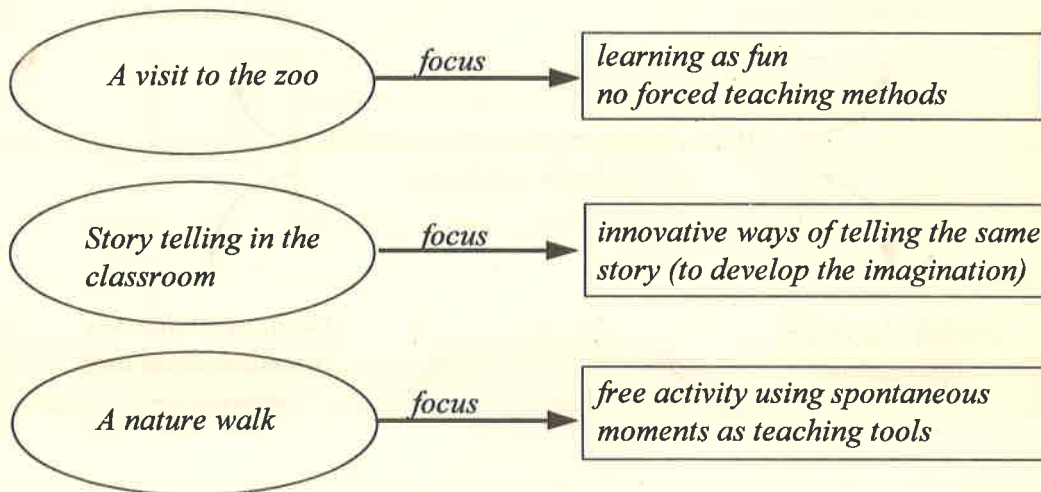 A visit to the zoo
focus
learning as fun
no forced teaching methods
Story telling in the
classroom
focus
innovative ways of telling the same
story (to develop the imagination)
A nature walk
focus
free activity using spontaneous
moments as teaching tools